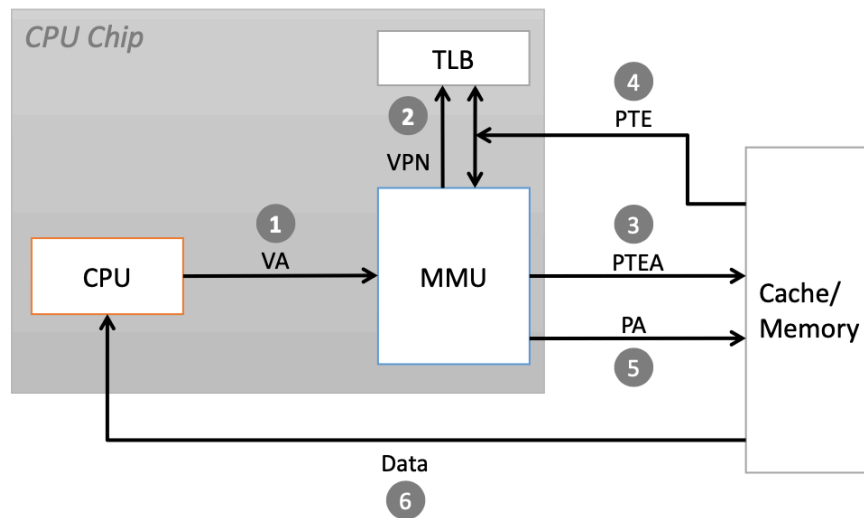 CPU Chip
TLB
4
PTE
2
VPN
1
VA
3
PTEA
CPU
MMU
Cache/
Memory
PA
5
Data
6